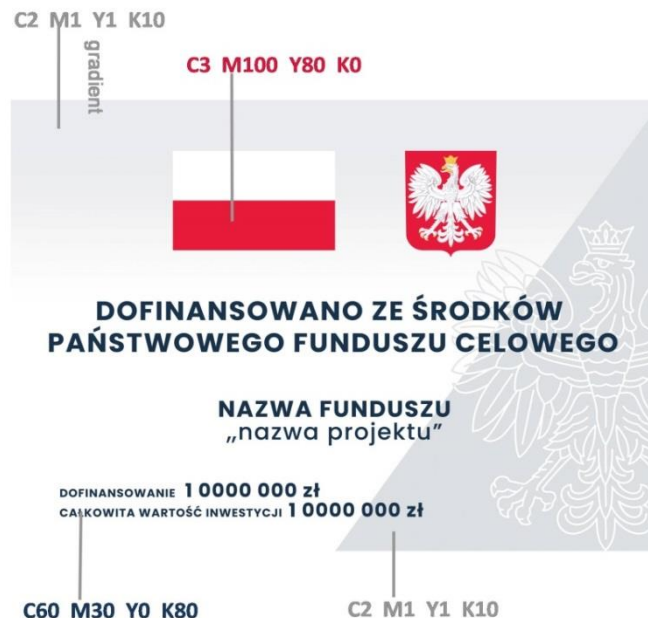 C2 M1 Y1 K10
gradient
C3 M100 Y80 K0
DOFINANSOWANO ZE ŚRODKÓW
PAŃSTWOWEGO FUNDUSZU CELOWEGO
NAZWA FUNDUSZU
„nazwa projektu”
DOFINANSOWANIE 1 0000 000 zł
CAŁKOWITA WARTOŚĆ INWESTYCJI 1 0000 000 zł
C60 M30 Y0 K80
C2 M1 Y1 K10